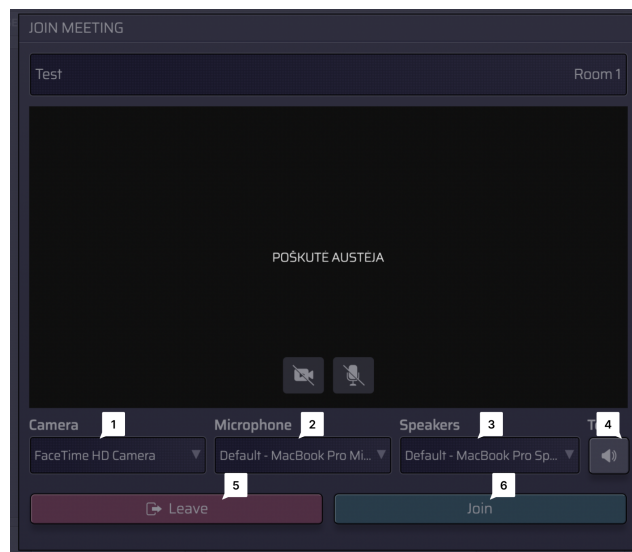 JOIN MEETING
Test Room 1
POŠKUTĖ AUSTĖJA
Camera 1 Microphone 2 Speakers 3 4
FaceTime HD Camera Default - MacBook Pro Mi... Default - MacBook Pro Sp...
5 6
Leave Join